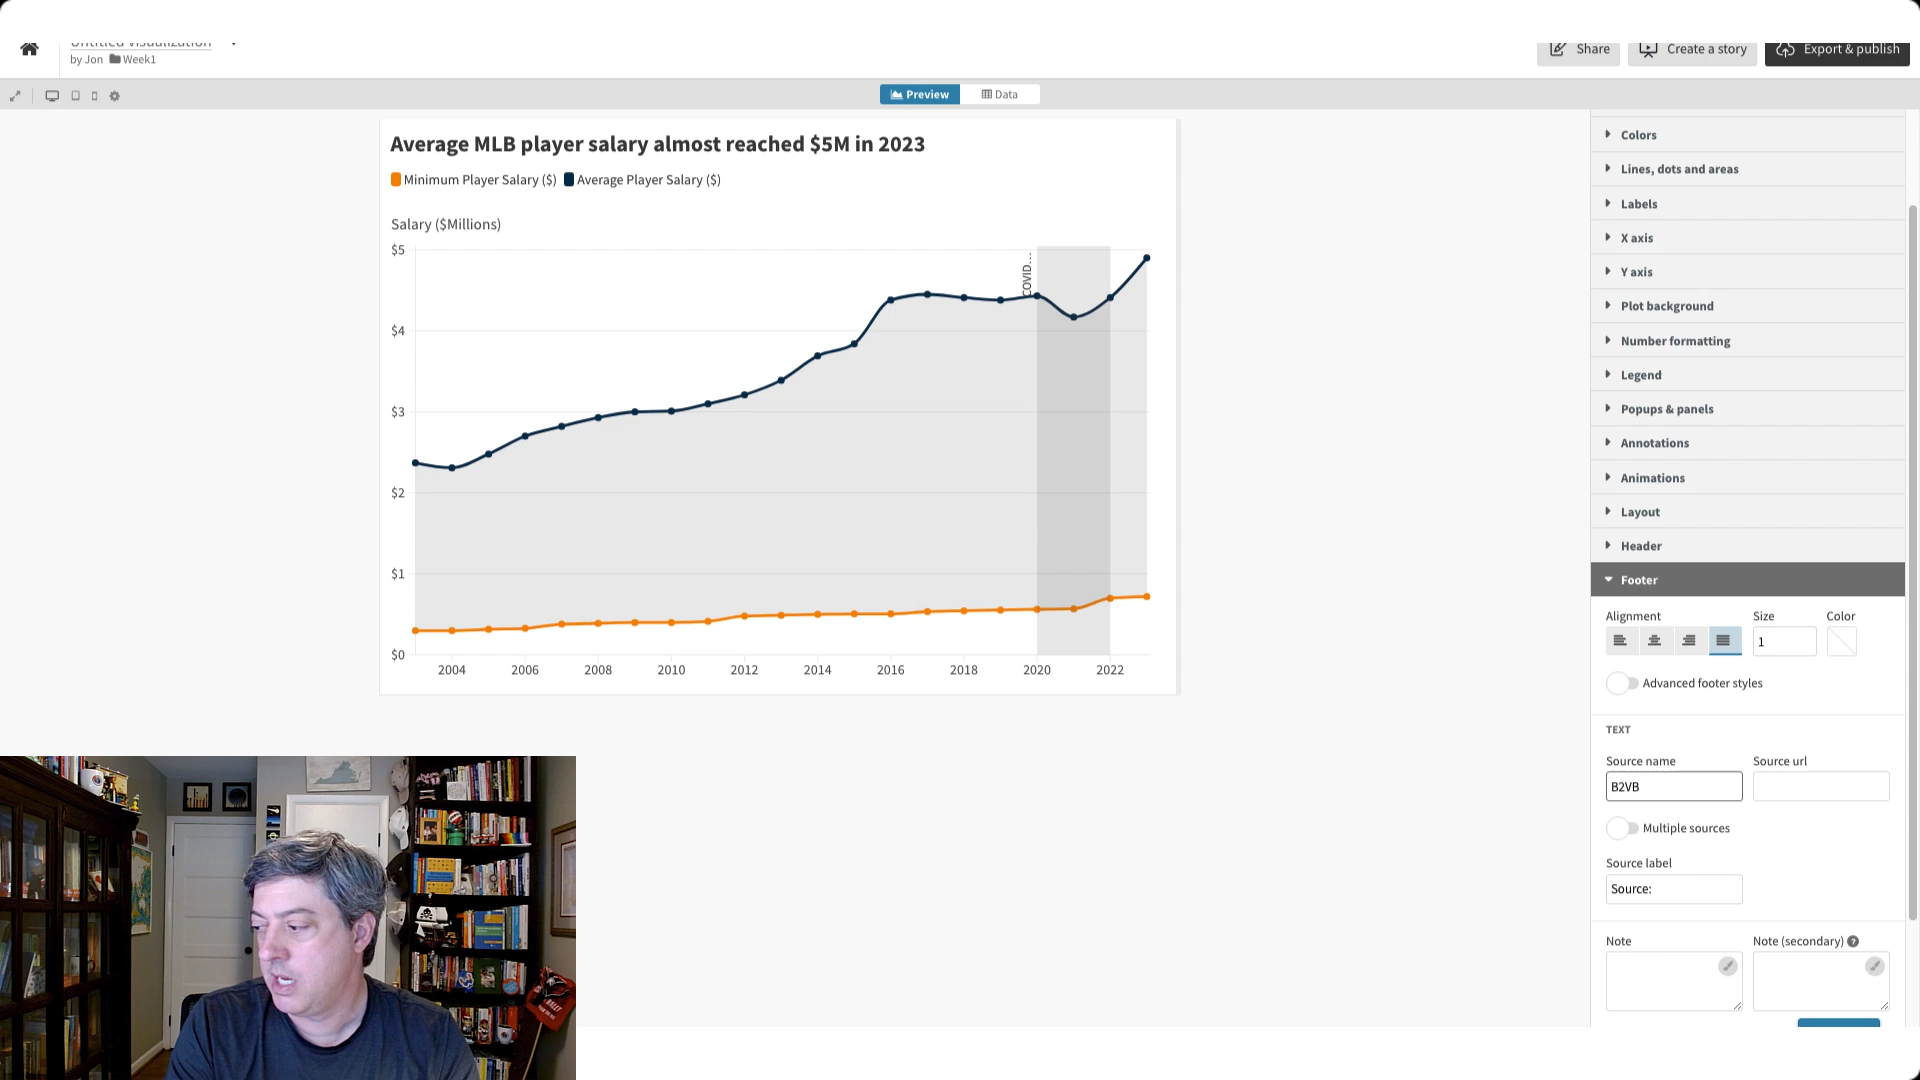 Untitled visualization
by Jon Week1
Share
Create a story
Export & publish
Preview
Data
Average MLB player salary almost reached $5M in 2023
Minimum Player Salary ($) Average Player Salary ($)
Salary ($Millions)
$5
$4
$3
$2
$1
$0
COVID...
2004 2006 2008 2010 2012 2014 2016 2018 2020 2022
Colors
Lines, dots and areas
Labels
X axis
Y axis
Plot background
Number formatting
Legend
Popups & panels
Annotations
Animations
Layout
Header
Footer
Alignment Size Color
1
Advanced footer styles
TEXT
Source name Source url
B2VB
Multiple sources
Source label
Source:
Note Note (secondary) ?